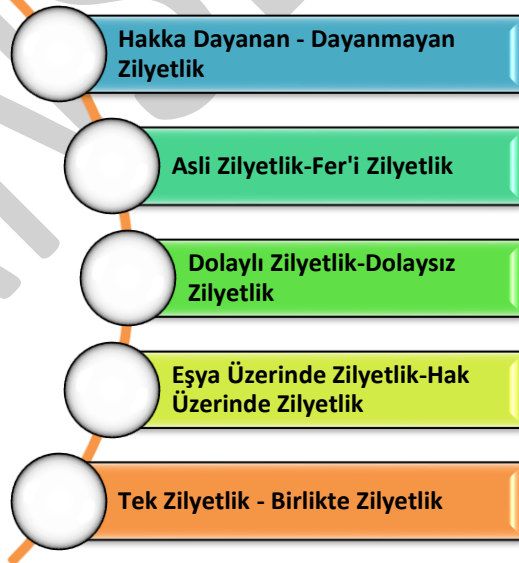 Hakka Dayanan - Dayanmayan
Zilyetlik
Asli Zilyetlik-Fer'i Zilyetlik
Dolaylı Zilyetlik-Dolaysız
Zilyetlik
Eşya Üzerinde Zilyetlik-Hak
Üzerinde Zilyetlik
Tek Zilyetlik - Birlikte Zilyetlik